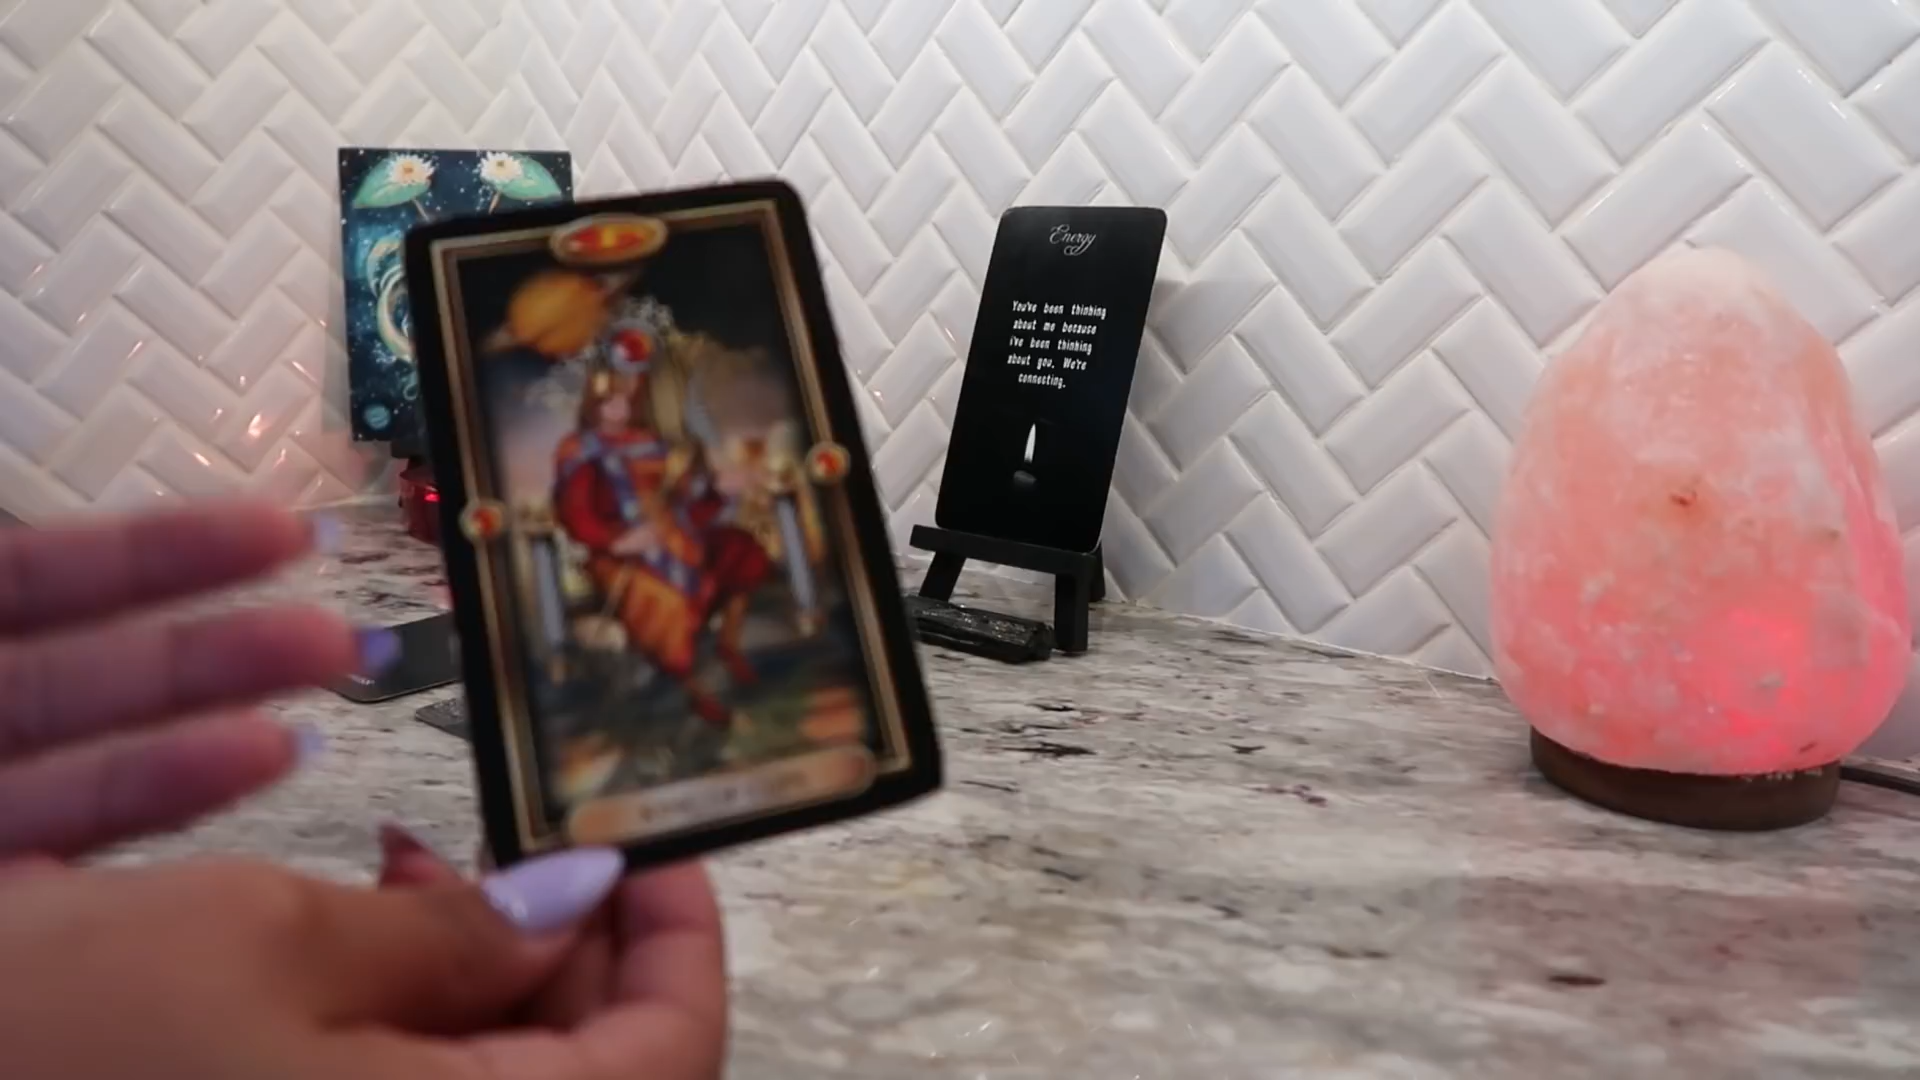 Energy
You've been thinking
about me because
i've been thinking
about you. We're
connecting.